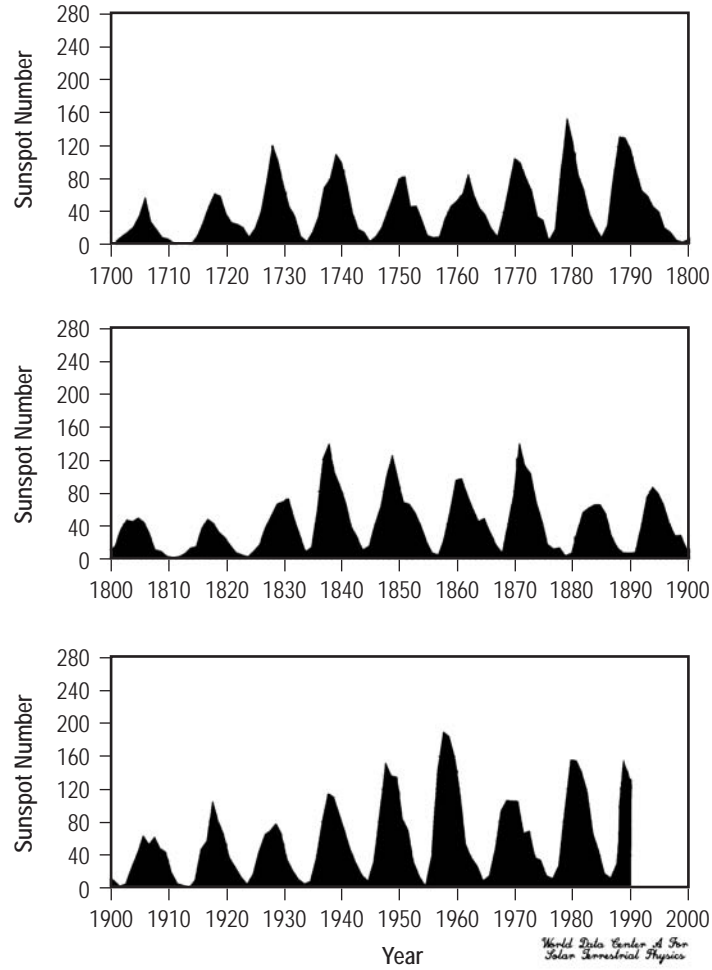 280
240
200
160
120
80
40
0
Sunspot Number
1700 1710 1720 1730 1740 1750 1760 1770 1780 1790 1800
280
240
200
160
120
80
40
0
Sunspot Number
1800 1810 1820 1830 1840 1850 1860 1870 1880 1890 1900
280
240
200
160
120
80
40
0
Sunspot Number
1900 1910 1920 1930 1940 1950 1960 1970 1980 1990 2000
Year
World Data Center A For
Solar Terrestrial Physics